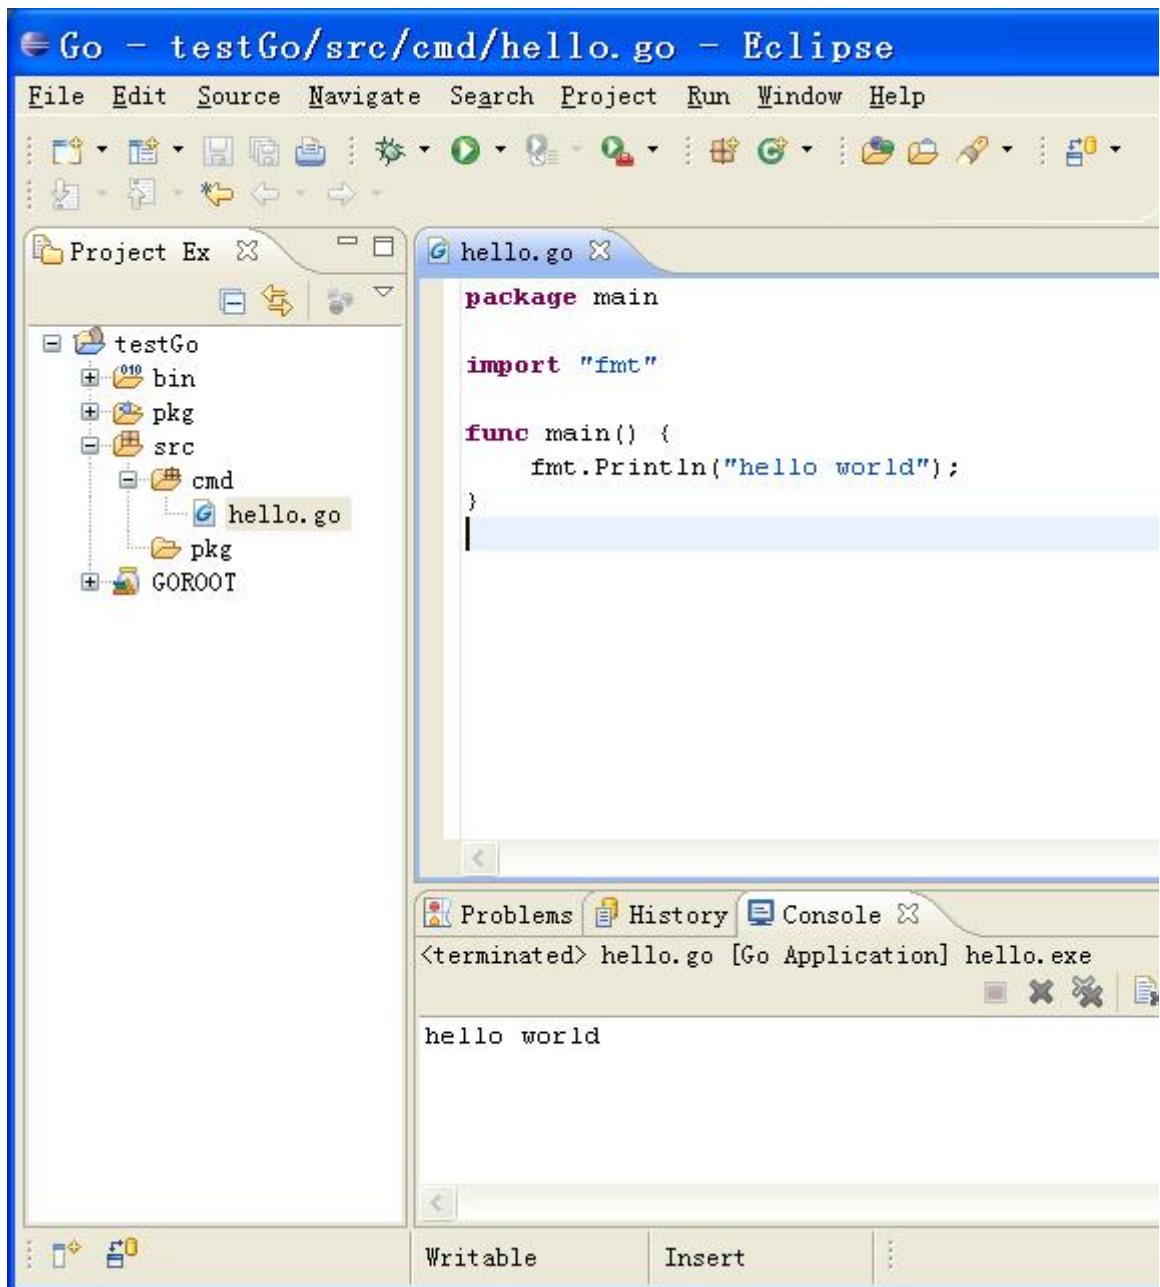 Go - testGo/src/cmd/hello.go - Eclipse
File Edit Source Navigate Search Project Run Window Help
Project Ex
testGo
bin
pkg
src
cmd
hello.go
pkg
GOROOT
hello.go
package main
import "fmt"
func main() {
fmt.Println("hello world");
}
Problems History Console
<terminated> hello.go [Go Application] hello.exe
hello world
Writable Insert